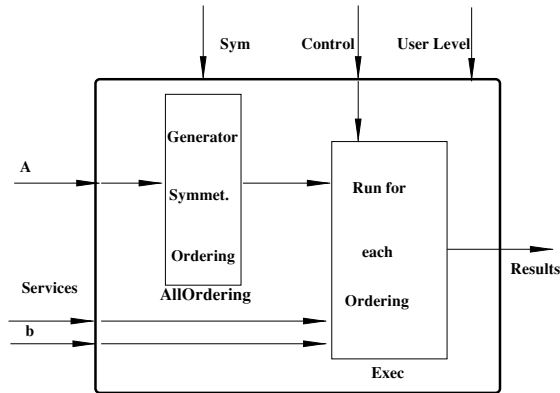 Sym
Control
User Level
Generator
A
Symmet.
Run for
Ordering
each
Results
Services
AllOrdering
Ordering
b
Exec